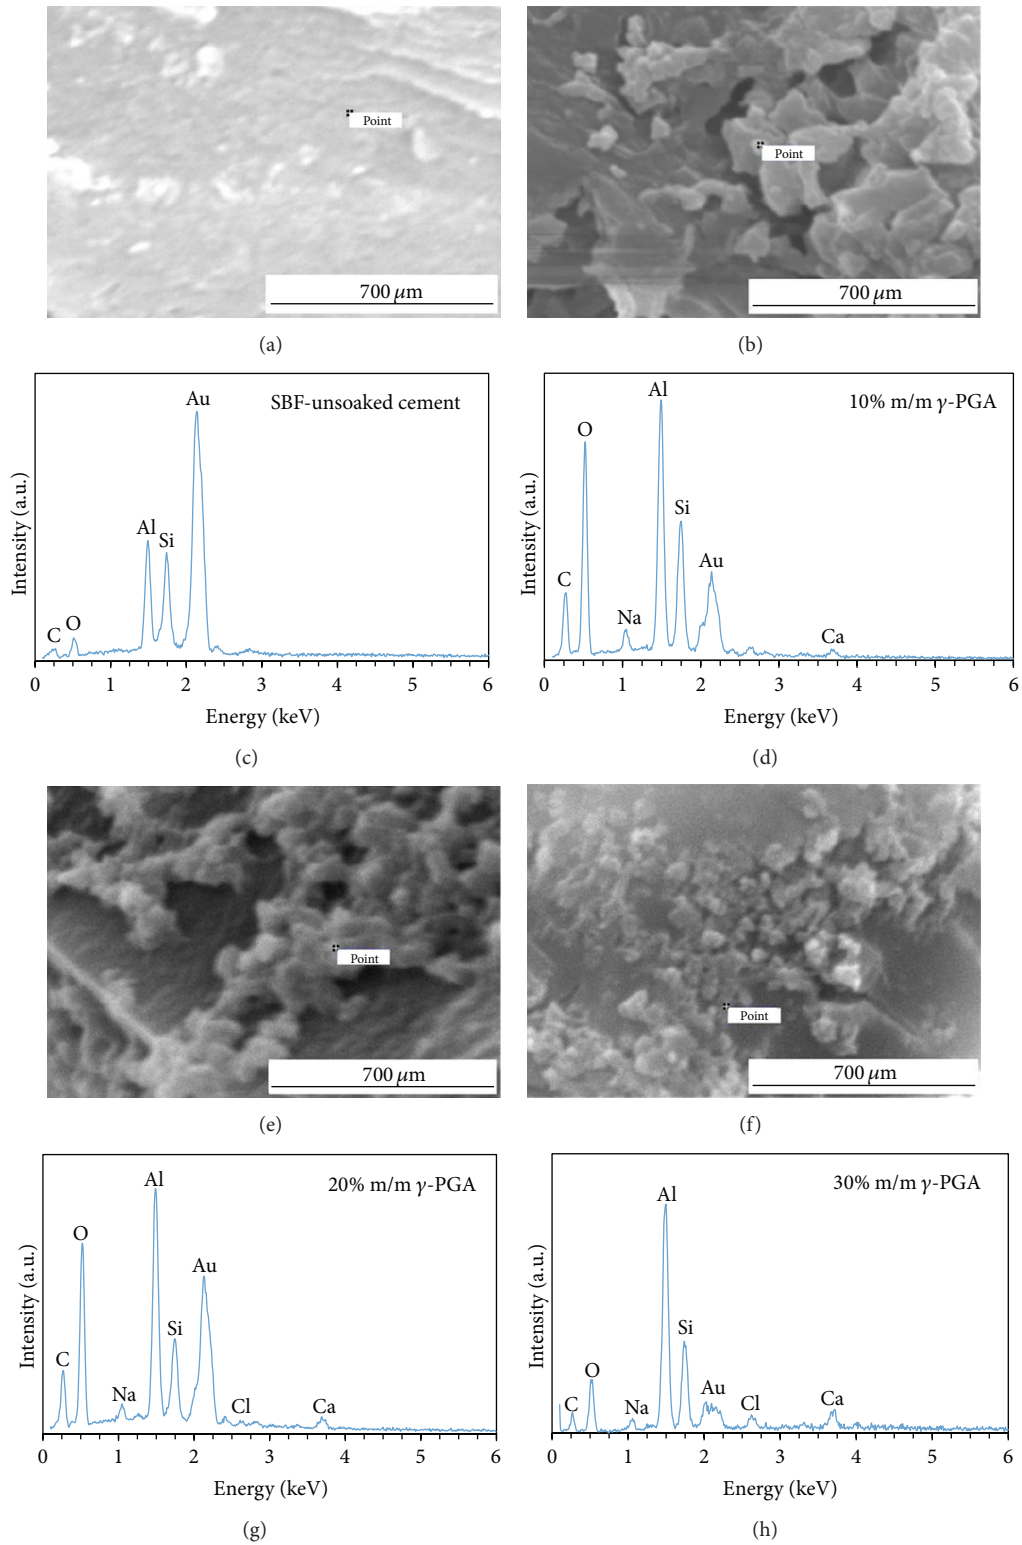 Point
700 μm
(a)
Point
700 μm
(b)
SBF-unsoaked cement
Au
Al
Si
O
C
Intensity (a.u.)
0 1 2 3 4 5 6
Energy (keV)
(c)
10% m/m γ-PGA
Al
O
Si
Au
C
Na
Ca
Intensity (a.u.)
0 1 2 3 4 5 6
Energy (keV)
(d)
Point
700 μm
(e)
Point
700 μm
(f)
20% m/m γ-PGA
Al
O
Au
Si
C
Na
Cl
Ca
Intensity (a.u.)
0 1 2 3 4 5 6
Energy (keV)
(g)
30% m/m γ-PGA
Al
Si
O
Au
C
Na
Cl
Ca
Intensity (a.u.)
0 1 2 3 4 5 6
Energy (keV)
(h)